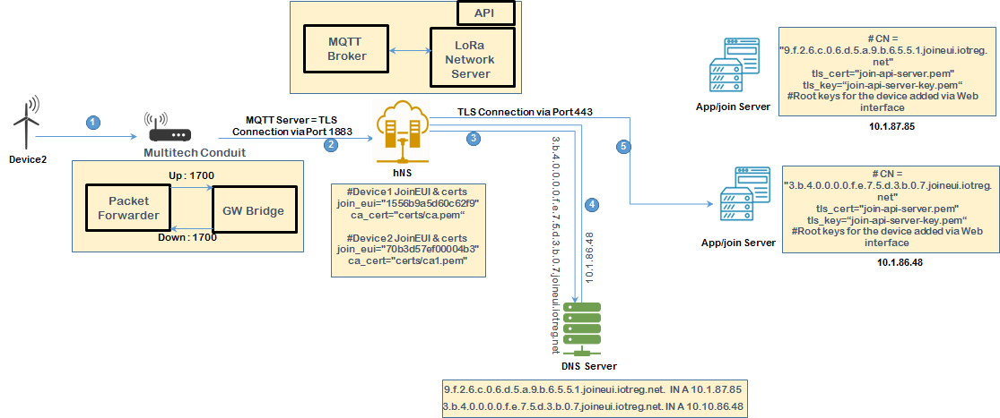 API
MQTT
Broker
LoRa
Network
Server
1
Device2
Multitech Conduit
MQTT Server = TLS
Connection via Port 1883
2
Up : 1700
Packet
Forwarder
GW Bridge
Down : 1700
hNS
#Device1 JoinEUI & certs
join_eui="1556b9a5d60c62f9"
ca_cert="certs/ca.pem“
#Device2 JoinEUI & certs
join_eui="70b3d57ef00004b3"
ca_cert="certs/ca1.pem"
TLS Connection via Port 443
3
5
4
3.b.4.0.0.0.0.f.e.7.5.d.3.b.0.7.joineui.iotreg.net
10.1.86.48
DNS Server
9.f.2.6.c.0.6.d.5.a.9.b.6.5.5.1.joineui.iotreg.net. IN A 10.1.87.85
3.b.4.0.0.0.0.f.e.7.5.d.3.b.0.7.joineui.iotreg.net. IN A 10.10.86.48
App/join Server
# CN =
"9.f.2.6.c.0.6.d.5.a.9.b.6.5.5.1.joineui.iotreg.
net"
tls_cert="join-api-server.pem"
tls_key=“join-api-server-key.pem“
#Root keys for the device added via Web
interface
10.1.87.85
App/join Server
# CN =
"3.b.4.0.0.0.0.f.e.7.5.d.3.b.0.7.joineui.iotreg.
net"
tls_cert="join-api-server.pem"
tls_key=“join-api-server-key.pem“
#Root keys for the device added via Web
interface
10.1.86.48